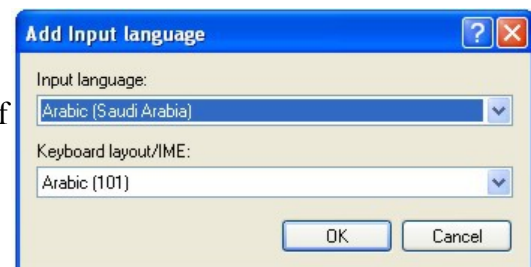 Add Input language
Input language:
f
Arabic (Saudi Arabia)
Keyboard layout/IME:
Arabic (101)
OK Cancel